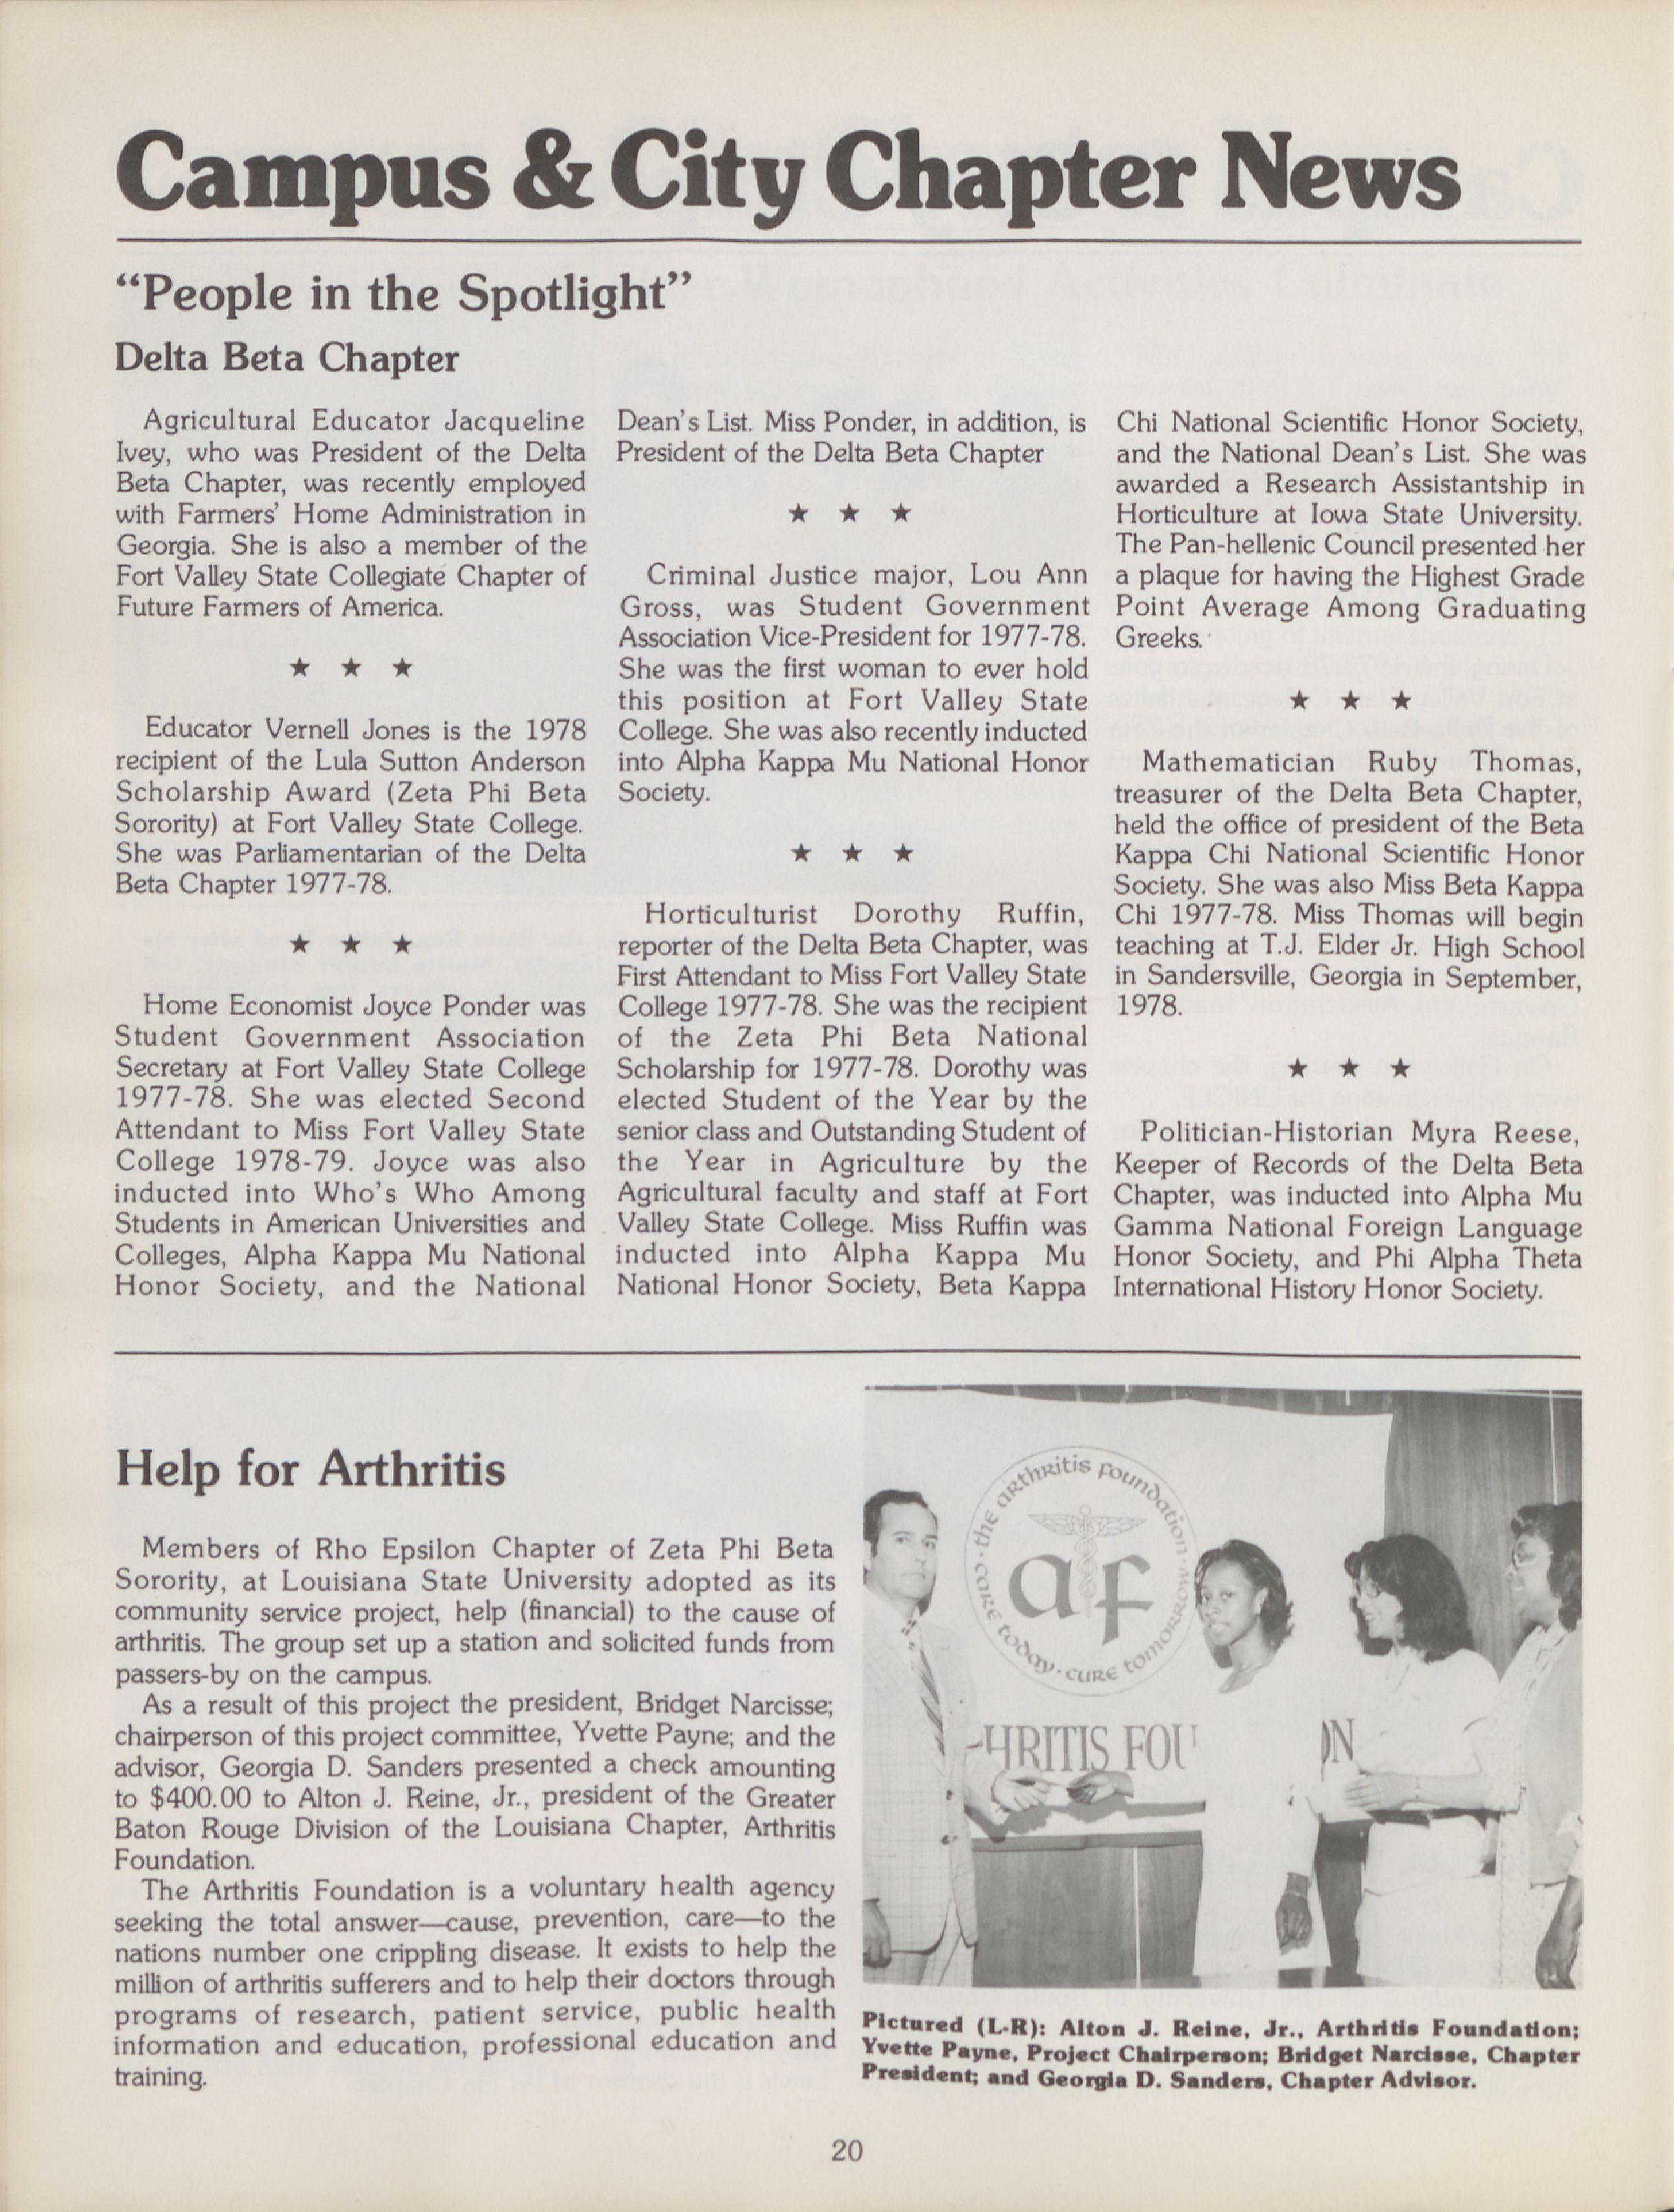 Campus & City Chapter News
“People in the Spotlight”
Delta Beta Chapter
Agricultural Educator Jacqueline
Ivey, who was President of the Delta
Beta Chapter, was recently employed
with Farmers’ Home Administration in
Georgia. She is also a member of the
Fort Valley State Collegiate Chapter of
Future Farmers of America.
★ ★ ★
Educator Vernell Jones is the 1978
recipient of the Lula Sutton Anderson
Scholarship Award (Zeta Phi Beta
Sorority) at Fort Valley State College.
She was Parliamentarian of the Delta
Beta Chapter 1977-78.
★ ★ ★
Home Economist Joyce Ponder was
Student Government Association
Secretary at Fort Valley State College
1977-78. She was elected Second
Attendant to Miss Fort Valley State
College 1978-79. Joyce was also
inducted into Who’s Who Among
Students in American Universities and
Colleges, Alpha Kappa Mu National
Honor Society, and the National
Dean’s List. Miss Ponder, in addition, is
President of the Delta Beta Chapter
★ ★ ★
Criminal Justice major, Lou Ann
Gross, was Student Government
Association Vice-President for 1977-78.
She was the first woman to ever hold
this position at Fort Valley State
College. She was also recently inducted
into Alpha Kappa Mu National Honor
Society.
★ ★ ★
Horticulturist Dorothy Ruffin,
reporter of the Delta Beta Chapter, was
First Attendant to Miss Fort Valley State
College 1977-78. She was the recipient
of the Zeta Phi Beta National
Scholarship for 1977-78. Dorothy was
elected Student of the Year by the
senior class and Outstanding Student of
the Year in Agriculture by the
Agricultural faculty and staff at Fort
Valley State College. Miss Ruffin was
inducted into Alpha Kappa Mu
National Honor Society, Beta Kappa
Chi National Scientific Honor Society,
and the National Dean’s List. She was
awarded a Research Assistantship in
Horticulture at Iowa State University.
The Pan-hellenic Council presented her
a plaque for having the Highest Grade
Point Average Among Graduating
Greeks.
★ ★ ★
Mathematician Ruby Thomas,
treasurer of the Delta Beta Chapter,
held the office of president of the Beta
Kappa Chi National Scientific Honor
Society. She was also Miss Beta Kappa
Chi 1977-78. Miss Thomas will begin
teaching at T.J. Elder Jr. High School
in Sandersville, Georgia in September,
1978.
★ ★ ★
Politician-Historian Myra Reese,
Keeper of Records of the Delta Beta
Chapter, was inducted into Alpha Mu
Gamma National Foreign Language
Honor Society, and Phi Alpha Theta
International History Honor Society.
Help for Arthritis
Members of Rho Epsilon Chapter of Zeta Phi Beta
Sorority, at Louisiana State University adopted as its
community service project, help (financial) to the cause of
arthritis. The group set up a station and solicited funds from
passers-by on the campus.
As a result of this project the president, Bridget Narcisse;
chairperson of this project committee, Yvette Payne; and the
advisor, Georgia D. Sanders presented a check amounting
to $400.00 to Alton J. Reine, Jr., president of the Greater
Baton Rouge Division of the Louisiana Chapter, Arthritis
Foundation.
The Arthritis Foundation is a voluntary health agency
seeking the total answer—cause, prevention, care—to the
nations number one crippling disease. It exists to help the
million of arthritis sufferers and to help their doctors through
programs of research, patient service, public health
information and education, professional education and
training.
the arthritis foundation
af
care today · cure tomorrow
HRITIS FOU ON
Pictured (L-R): Alton J. Reine, Jr., Arthritis Foundation;
Yvette Payne, Project Chairperson; Bridget Narcisse, Chapter
President; and Georgia D. Sanders, Chapter Advisor.
20